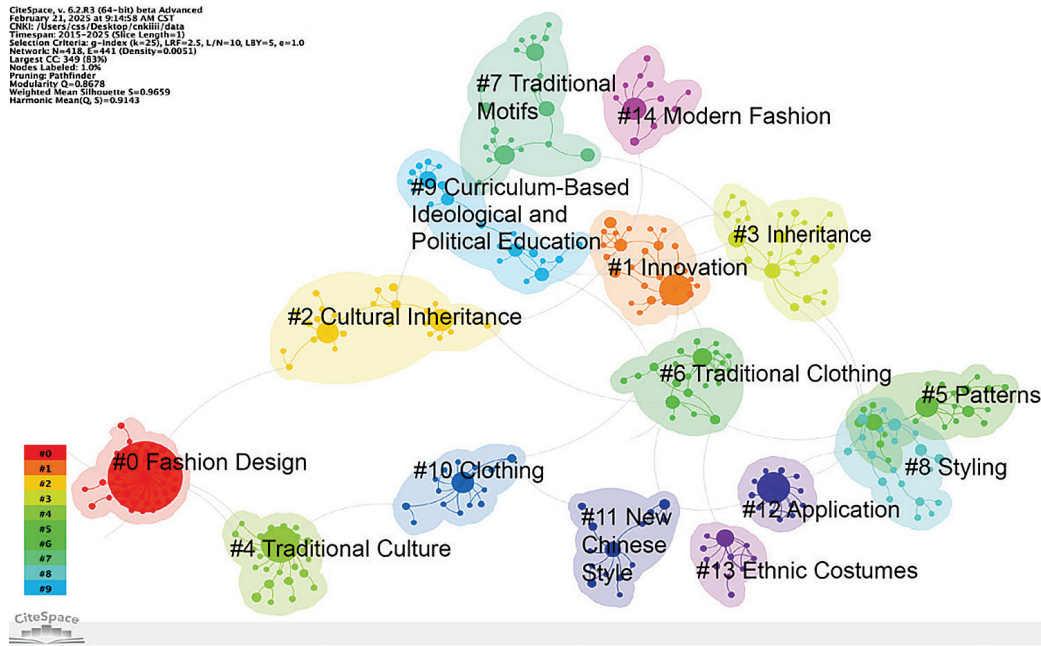 CiteSpace, v. 6.2.R3 (64-bit) beta Advanced
February 21, 2025 at 9:14:58 AM CST
CNKI: /Users/css/Desktop/cnkiiii/data
Timespan: 2015-2025 (Slice Length=1)
Selection Criteria: g-index (k=25), LRF=2.5, L/N=10, LBY=5, e=1.0
Network: N=418, E=441 (Density=0.0051)
Largest CC: 349 (83%)
Nodes Labeled: 1.0%
Pruning: Pathfinder
Modularity Q=0.8678
Weighted Mean Silhouette S=0.9659
Harmonic Mean(Q, S)=0.9143
#7 Traditional
Motifs
#14 Modern Fashion
#9 Curriculum-Based
Ideological and
Political Education
#3 Inheritance
#1 Innovation
#2 Cultural Inheritance
#6 Traditional Clothing
#5 Patterns
#0 Fashion Design
#10 Clothing
#8 Styling
#12 Application
#11 New
Chinese
Style
#4 Traditional Culture
#13 Ethnic Costumes
#0
#1
#2
#3
#4
#5
#6
#7
#8
#9
CiteSpace